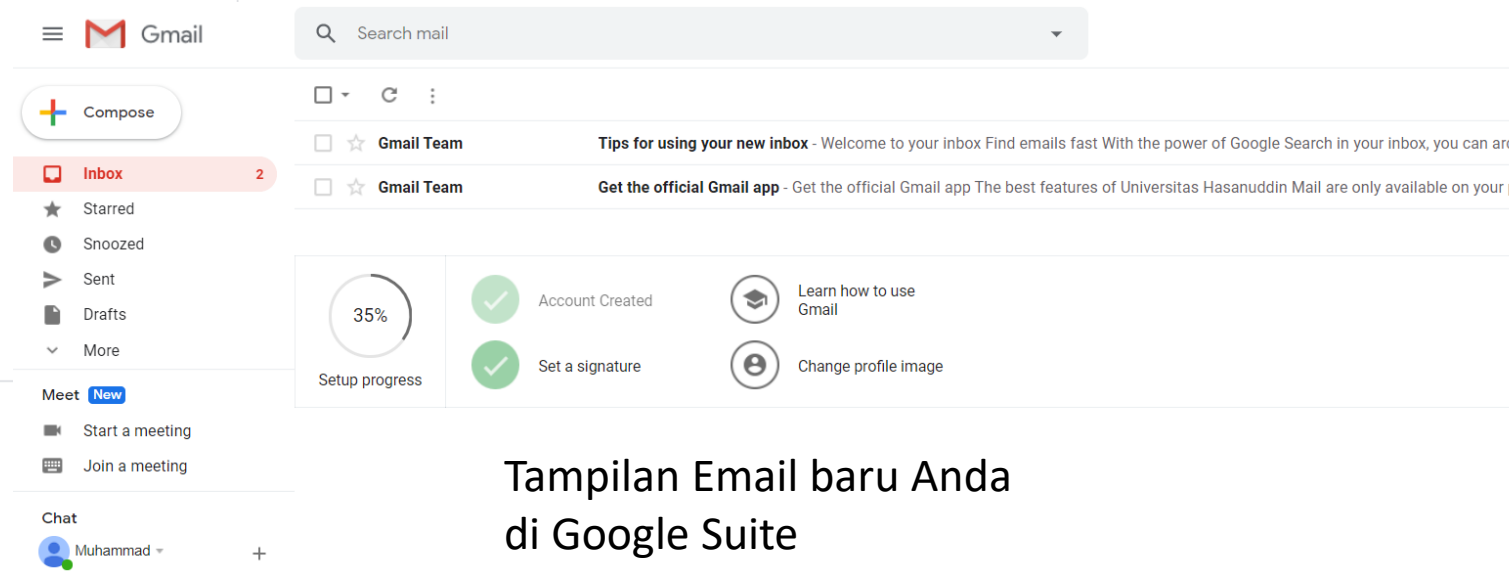 Gmail
Search mail
Compose
Gmail Team Tips for using your new inbox - Welcome to your inbox Find emails fast With the power of Google Search in your inbox, you can
Inbox 2
Gmail Team Get the official Gmail app - Get the official Gmail app The best features of Universitas Hasanuddin Mail are only available on your
Starred
Snoozed
Sent
Drafts
More
35%
Setup progress
Account Created
Set a signature
Learn how to use
Gmail
Change profile image
Meet New
Start a meeting
Join a meeting
Tampilan Email baru Anda
di Google Suite
Chat
Muhammad